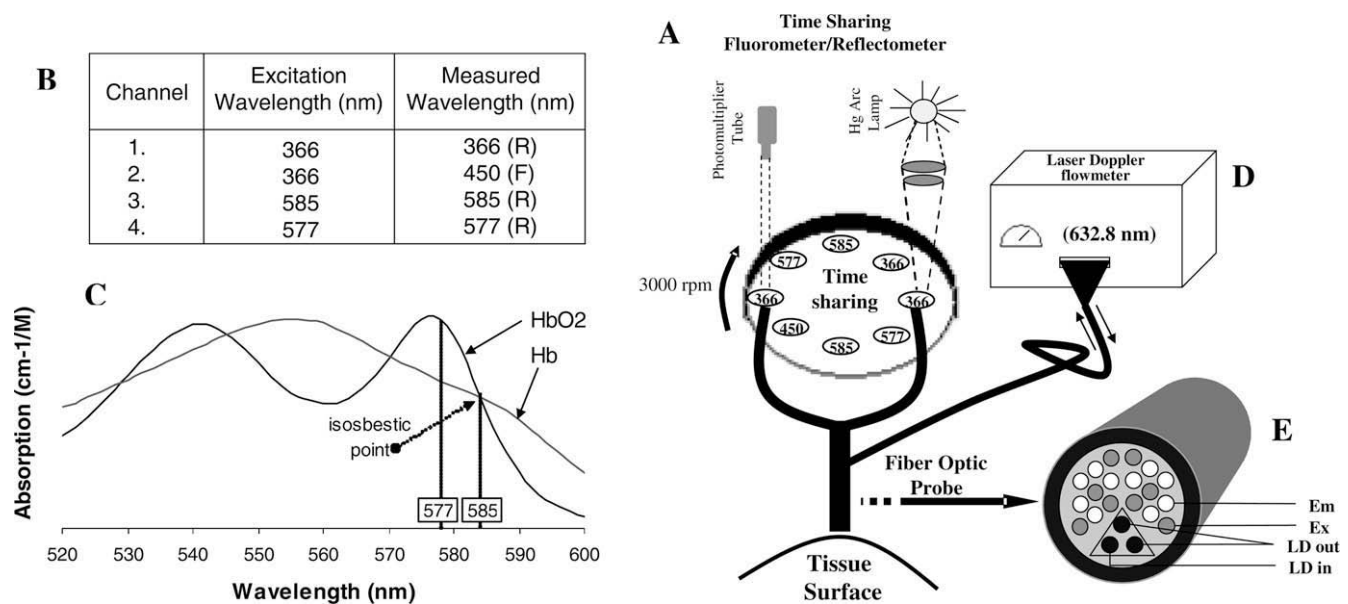 A
Time Sharing
Fluorometer/Reflectometer
B
Channel
Excitation
Wavelength (nm)
Measured
Wavelength (nm)
1. 366 366 (R)
2. 366 450 (F)
3. 585 585 (R)
4. 577 577 (R)
Photomultiplier
Tube
Hg Arc
Lamp
Laser Doppler
flowmeter
D
(632.8 nm)
3000 rpm
585
577
366
Time
sharing
366
366
450
577
585
C
Absorption (cm-1/M)
HbO2
Hb
isosbestic
point
577
585
520 530 540 550 560 570 580 590 600
Wavelength (nm)
Fiber Optic
Probe
Tissue
Surface
E
Em
Ex
LD out
LD in